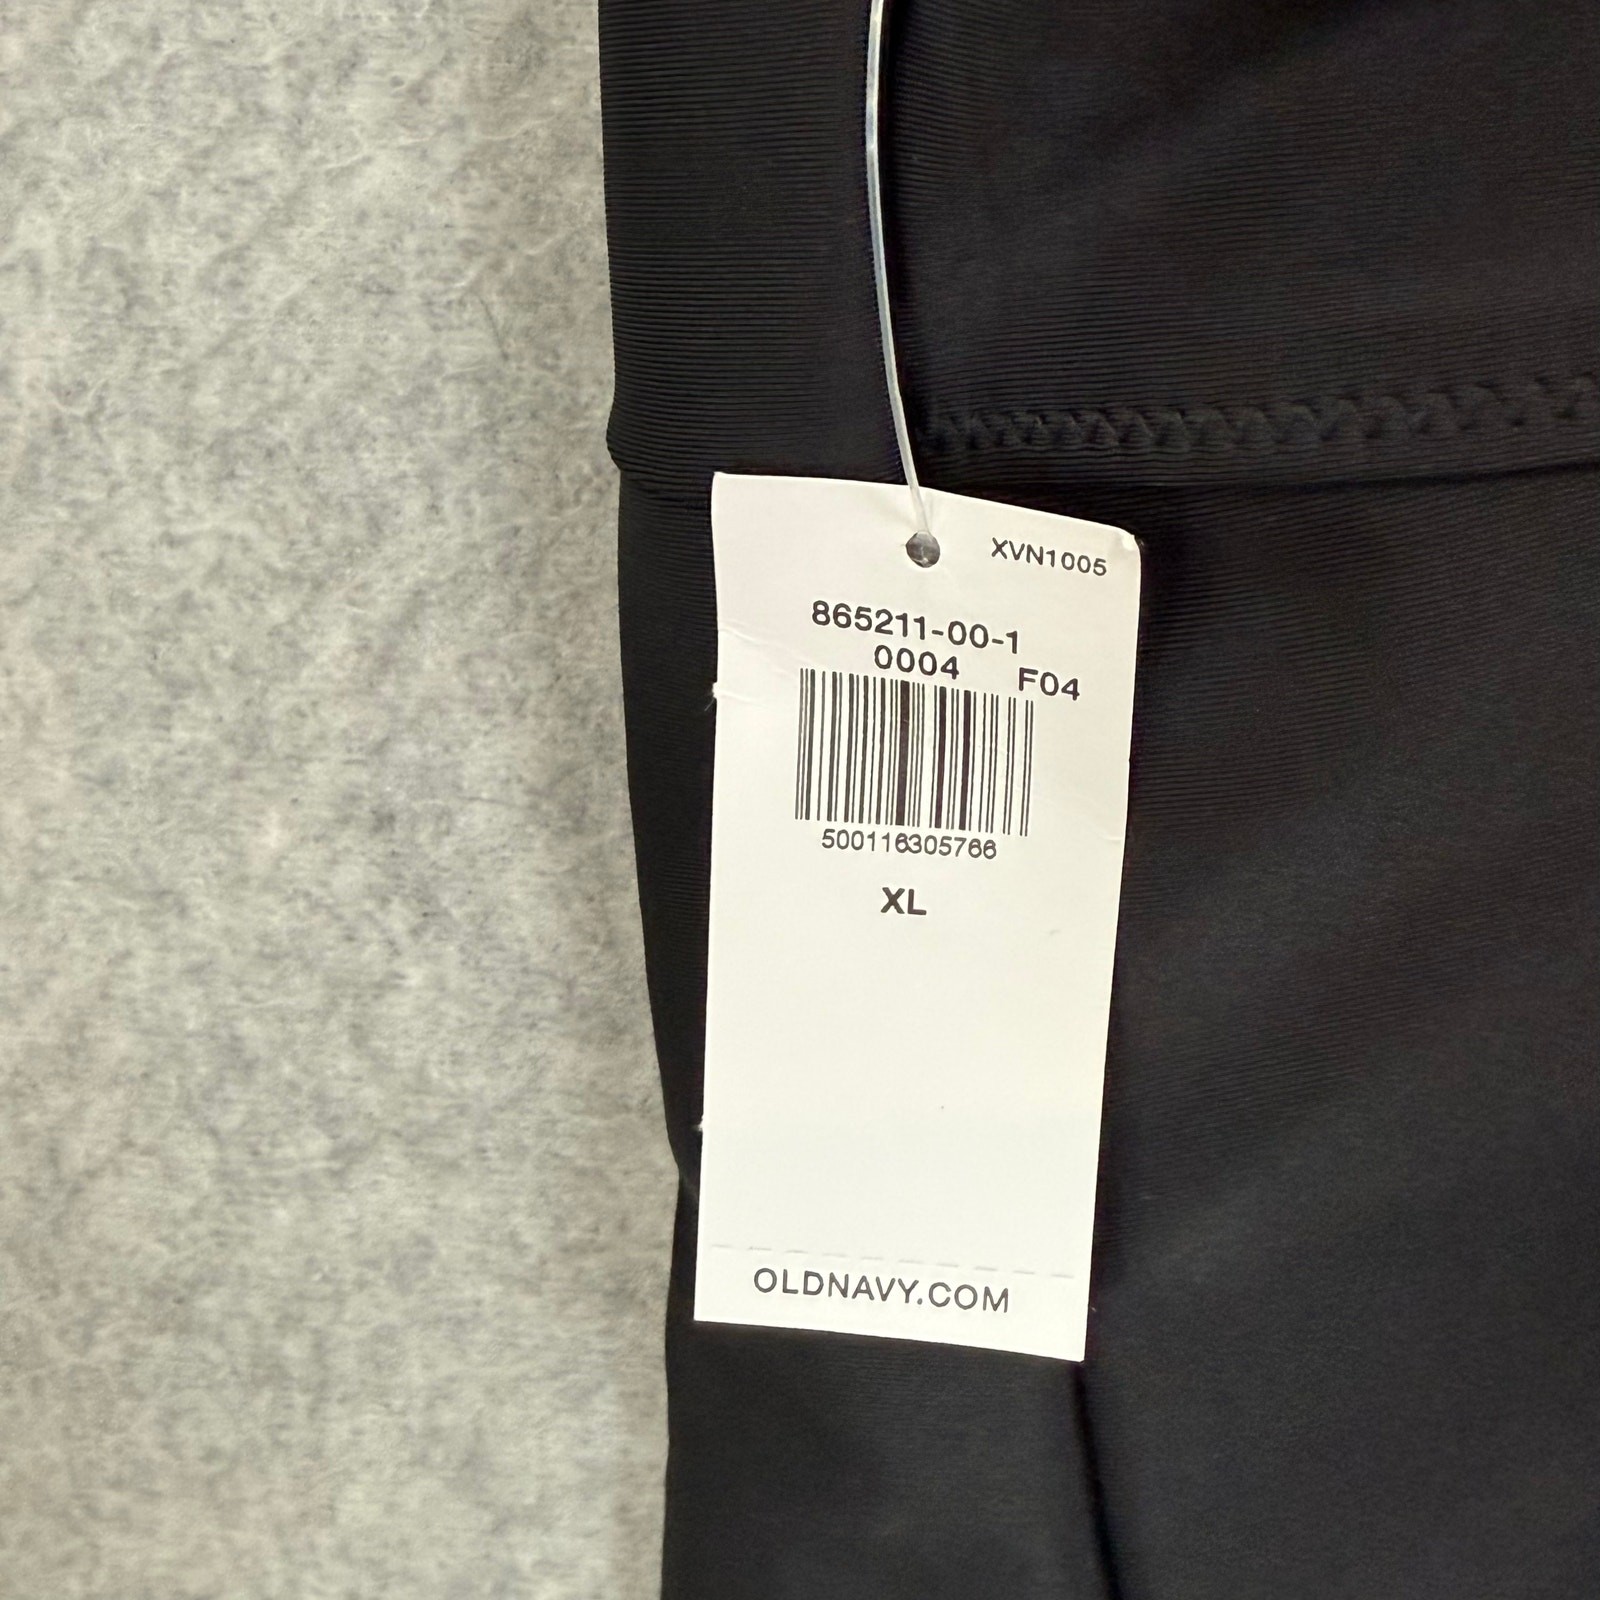 XVN1005
865211-00-1
0004 F04
500116305766
XL
OLDNAVY.COM